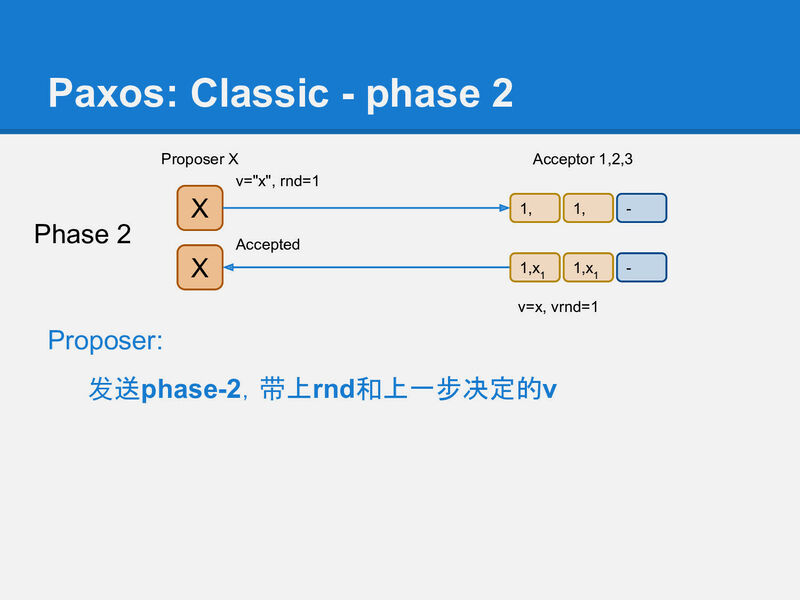 Paxos: Classic - phase 2
Proposer X
Acceptor 1,2,3
v="x", rnd=1
X
1,
1,
-
Phase 2
Accepted
X
1,x1
1,x1
-
v=x, vrnd=1
Proposer:
发送phase-2, 带上rnd和上一步决定的v